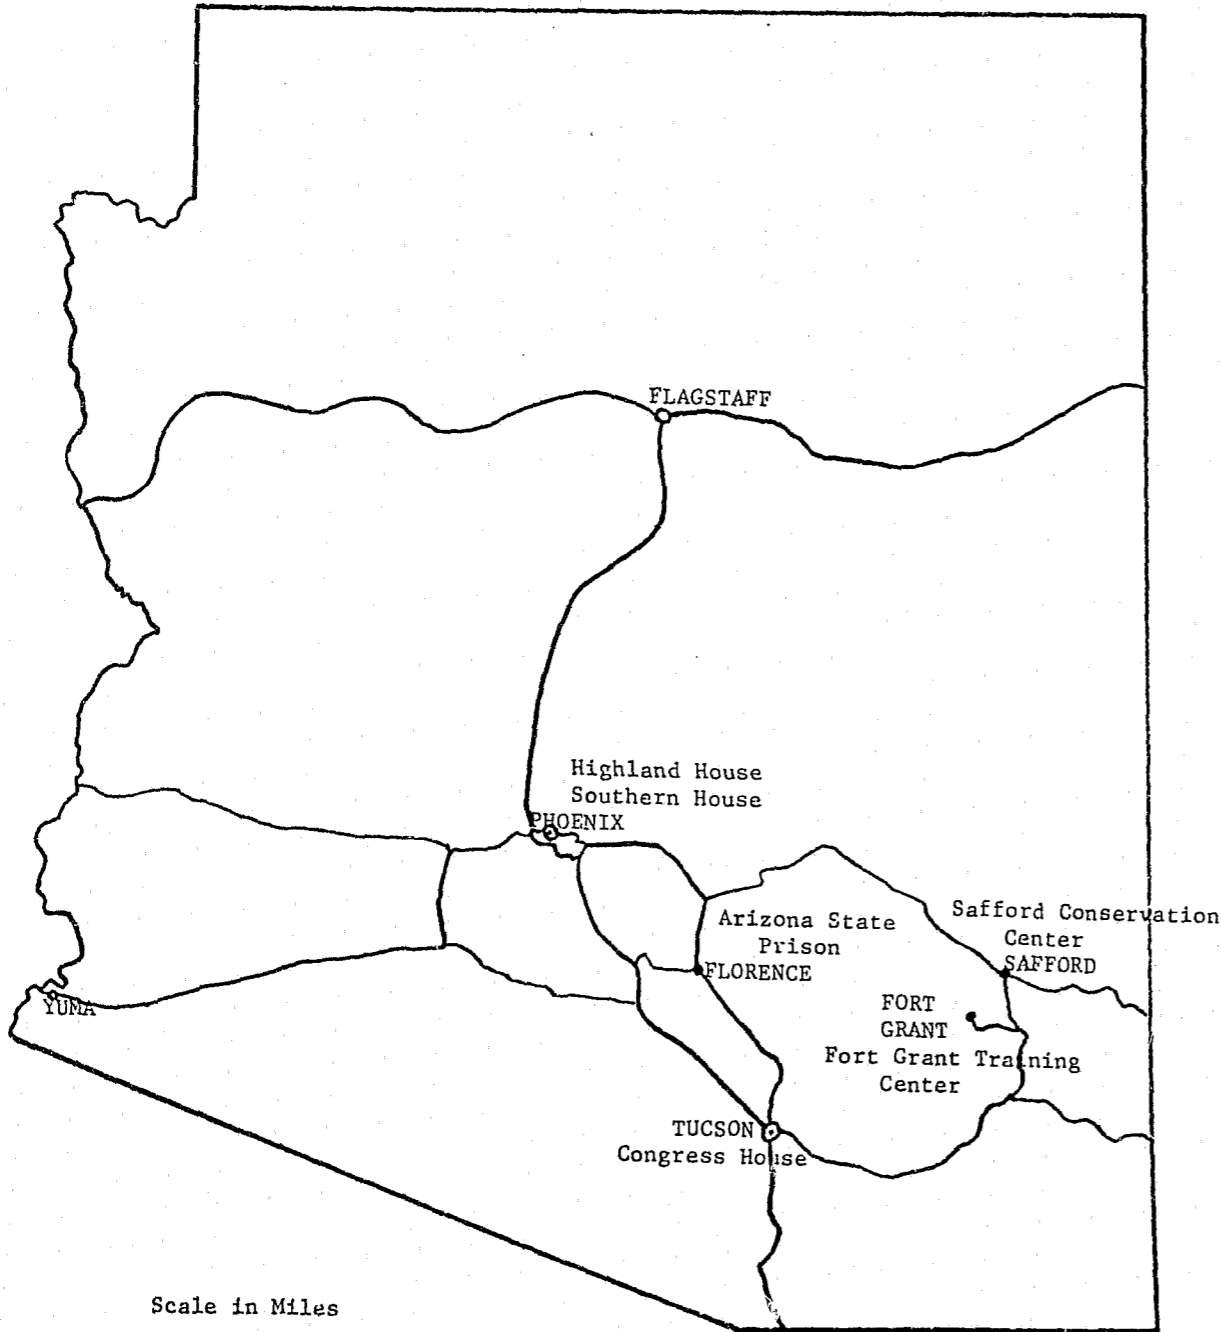 FLAGSTAFF
Highland House
Southern House
PHOENIX
Arizona State
Prison
FLORENCE
Safford Conservation
Center
SAFFORD
FORT
GRANT
Fort Grant Training
Center
YUMA
TUCSON
Congress House
Scale in Miles